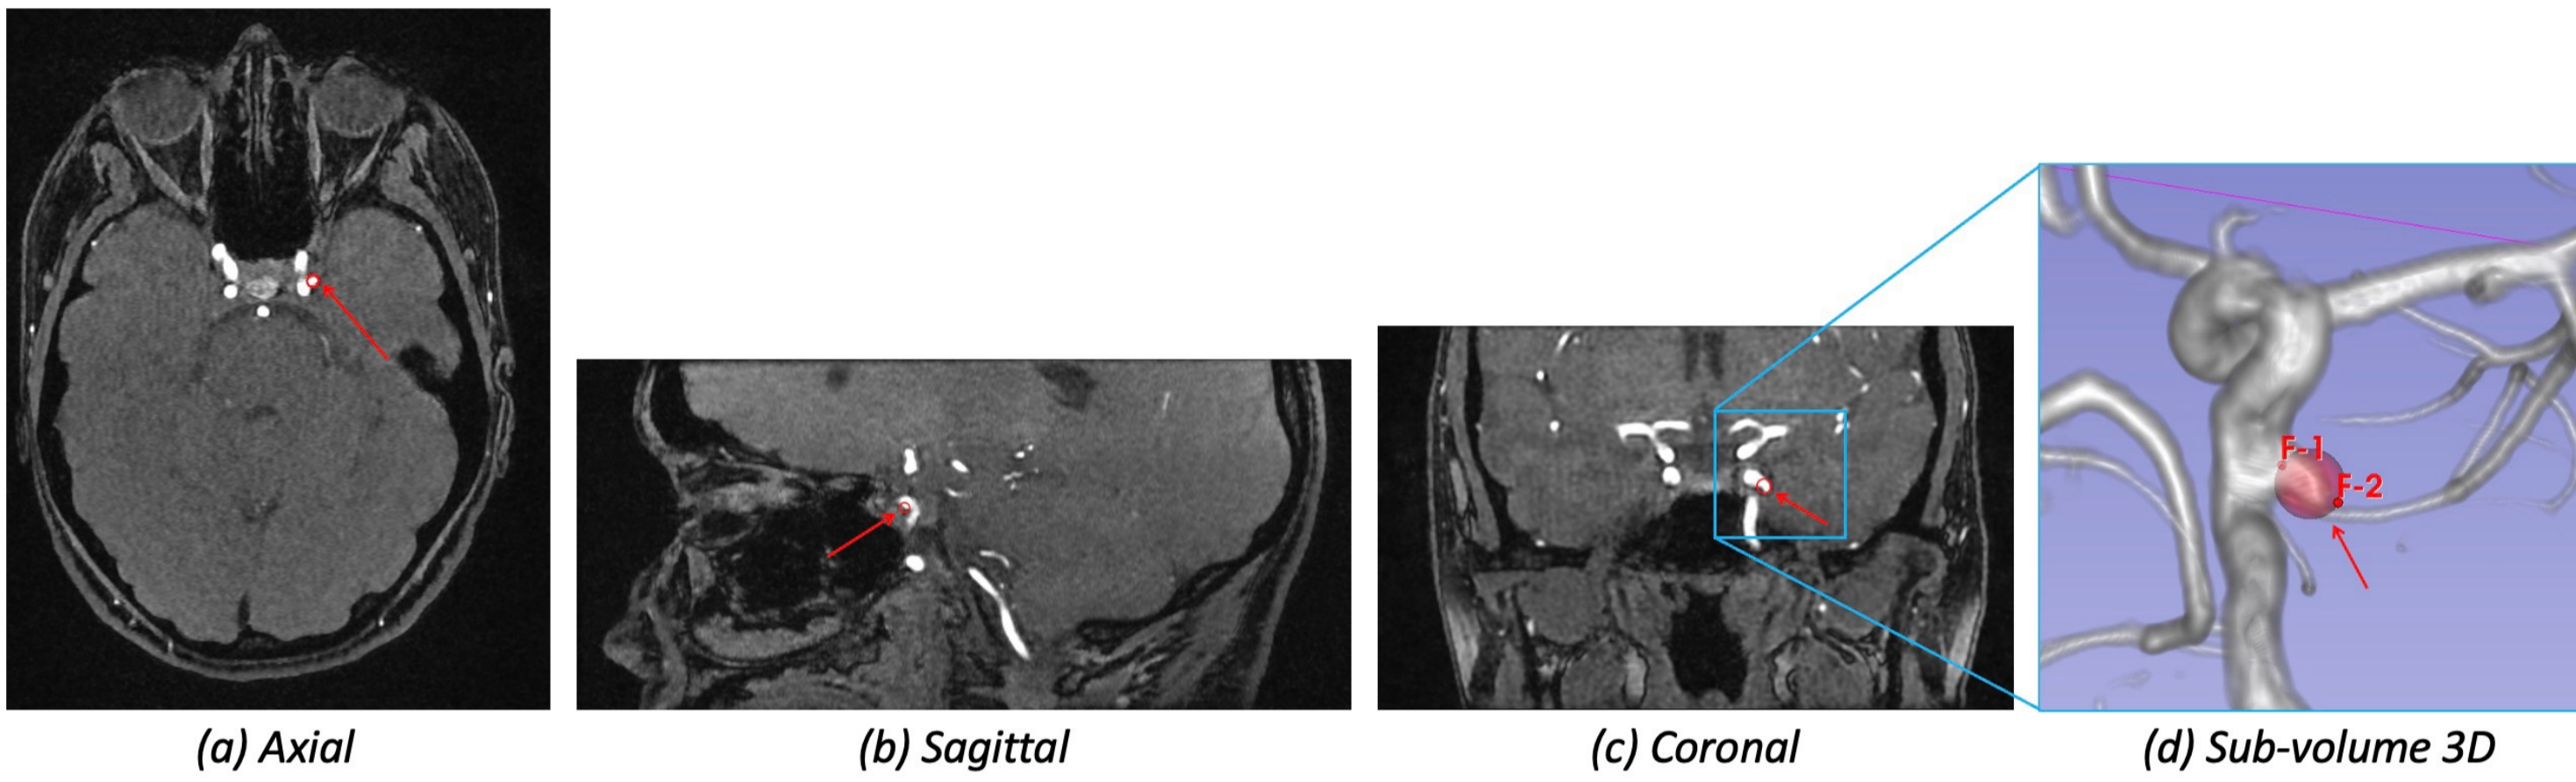 F-1
F-2
(a) Axial
(b) Sagittal
(c) Coronal
(d) Sub-volume 3D